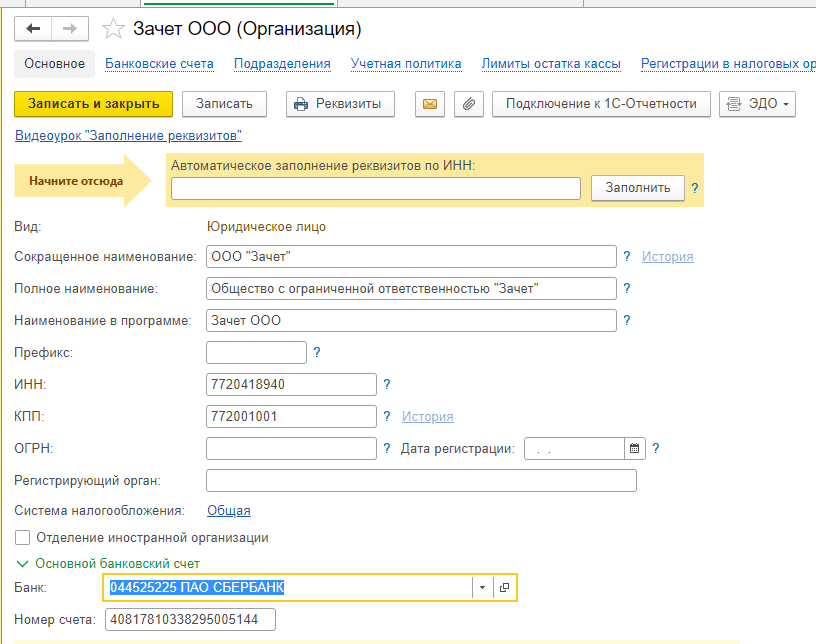 Зачет ООО (Организация)
Основное Банковские счета Подразделения Учетная политика Лимиты остатка кассы Регистрации в налоговых ор
Записать и закрыть Записать Реквизиты Подключение к 1С-Отчетности ЭДО
Видеоурок "Заполнение реквизитов"
Автоматическое заполнение реквизитов по ИНН:
Начните отсюда Заполнить ?
Вид: Юридическое лицо
Сокращенное наименование: ООО "Зачет" ? История
Полное наименование: Общество с ограниченной ответственностью "Зачет" ?
Наименование в программе: Зачет ООО ?
Префикс: ?
ИНН: 7720418940 ?
КПП: 772001001 ? История
ОГРН: ? Дата регистрации: . . ?
Регистрирующий орган:
Система налогообложения: Общая
Отделение иностранной организации
Основной банковский счет
Банк: 044525225 ПАО СБЕРБАНК
Номер счета: 40817810338295005144